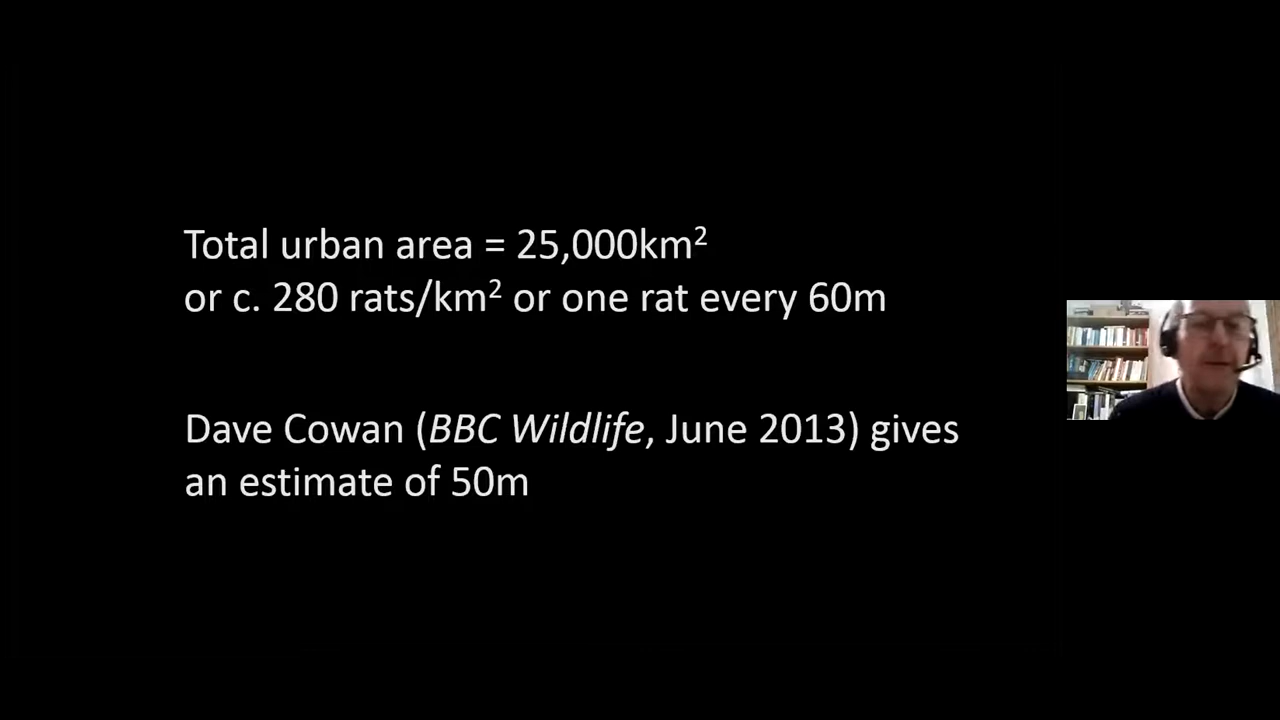 Total urban area = 25,000km²
or c. 280 rats/km² or one rat every 60m
Dave Cowan (BBC Wildlife, June 2013) gives
an estimate of 50m